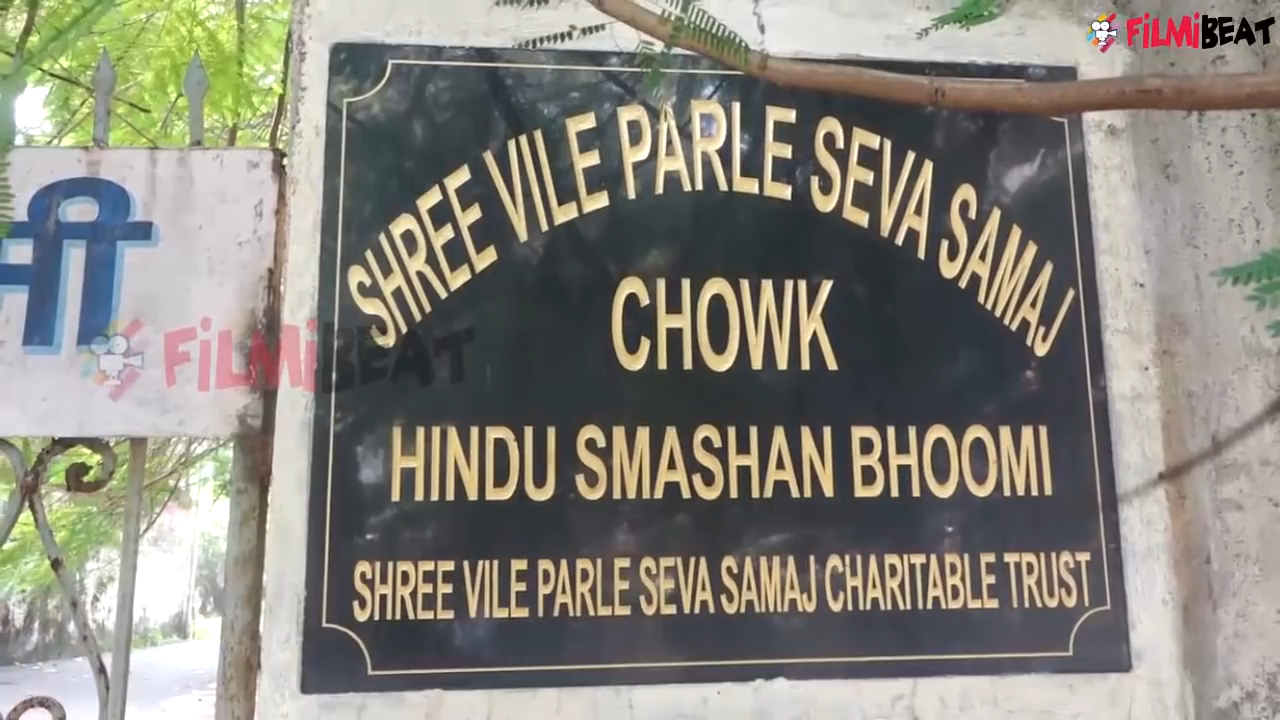 FILMIBEAT
SHREE VILE PARLE SEVA SAMAJ
CHOWK
HINDU SMASHAN BHOOMI
SHREE VILE PARLE SEVA SAMAJ CHARITABLE TRUST
FILMIBEAT